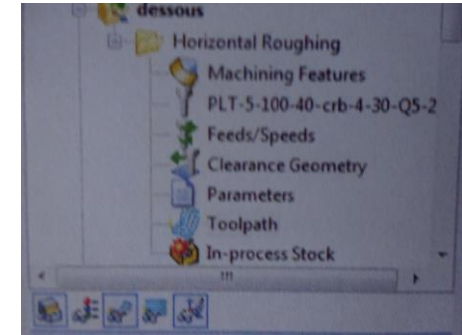 dessous
Horizontal Roughing
Machining Features
PLT-5-100-40-crb-4-30-Q5-2
Feeds/Speeds
Clearance Geometry
Parameters
Toolpath
In-process Stock